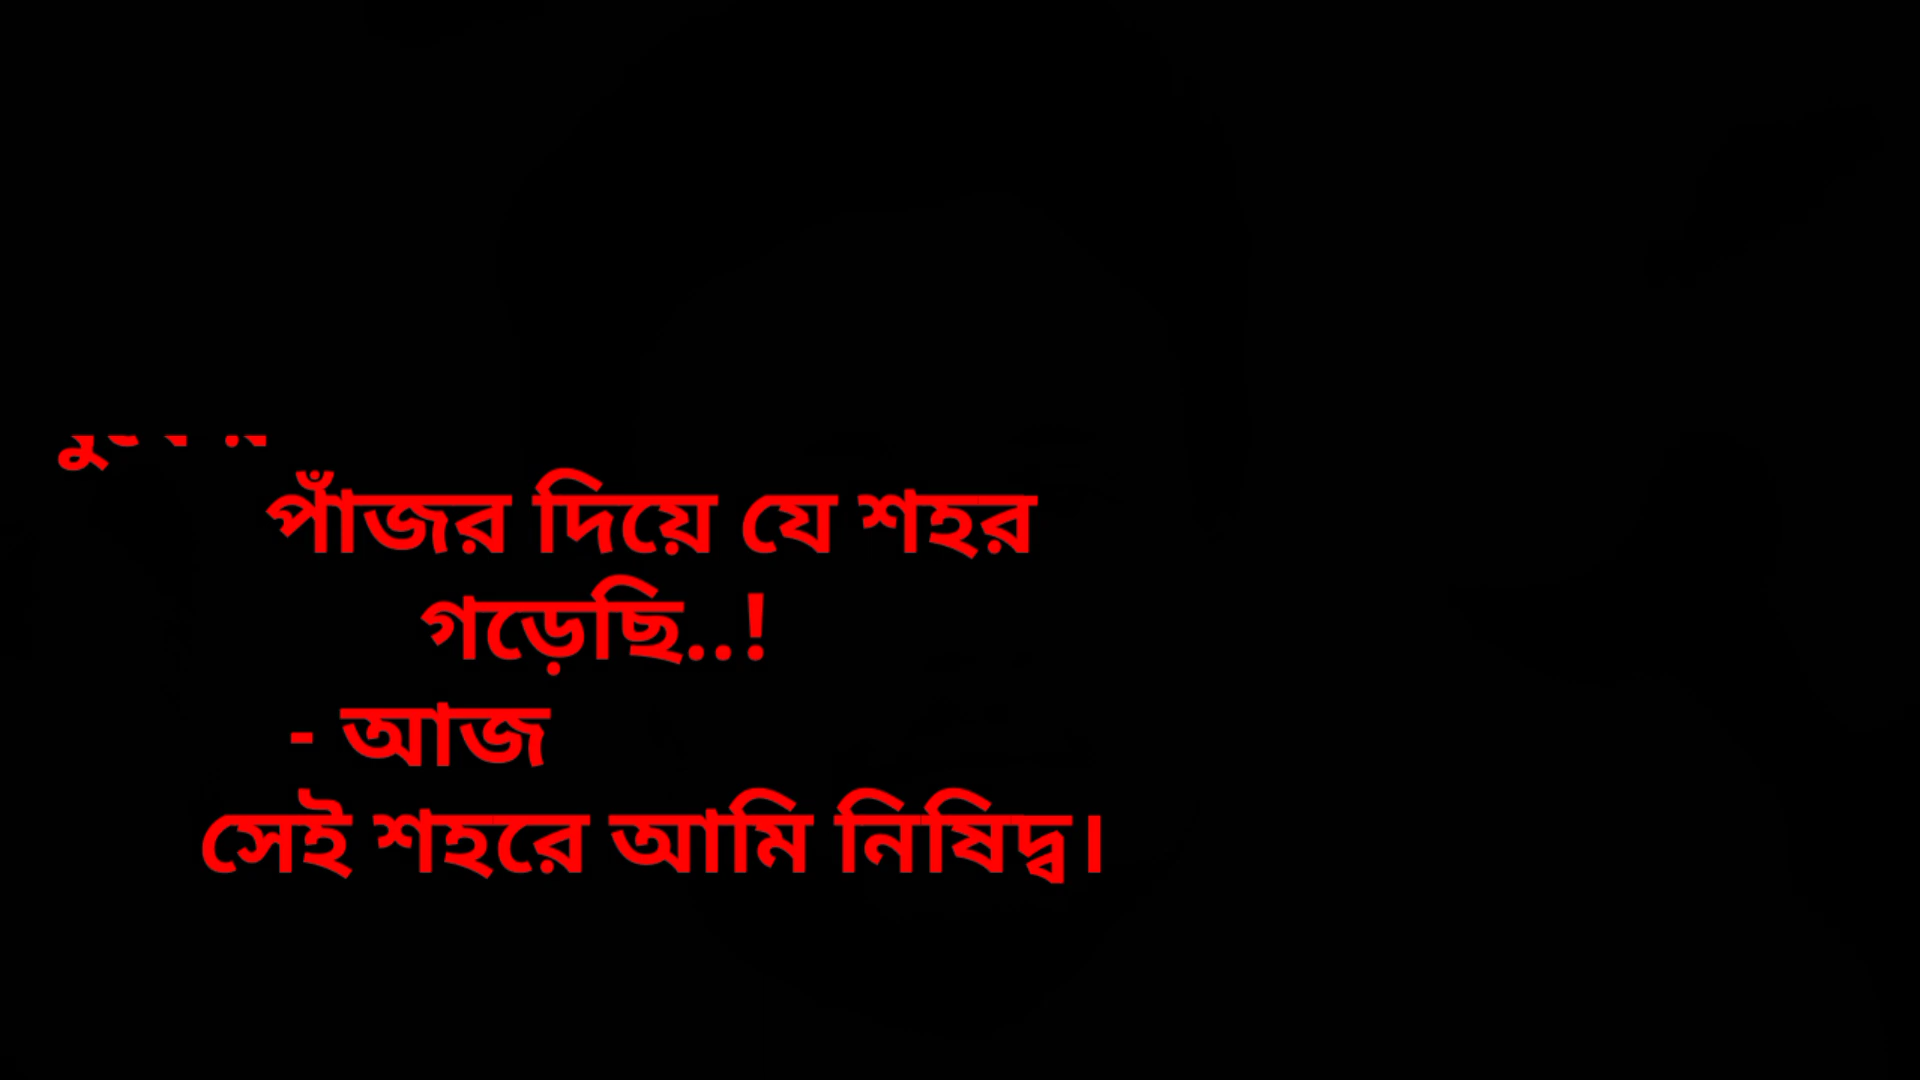 পাঁজর দিয়ে যে শহর
গড়েছি..!
- আজ
সেই শহরে আমি নিষিদ্ব।